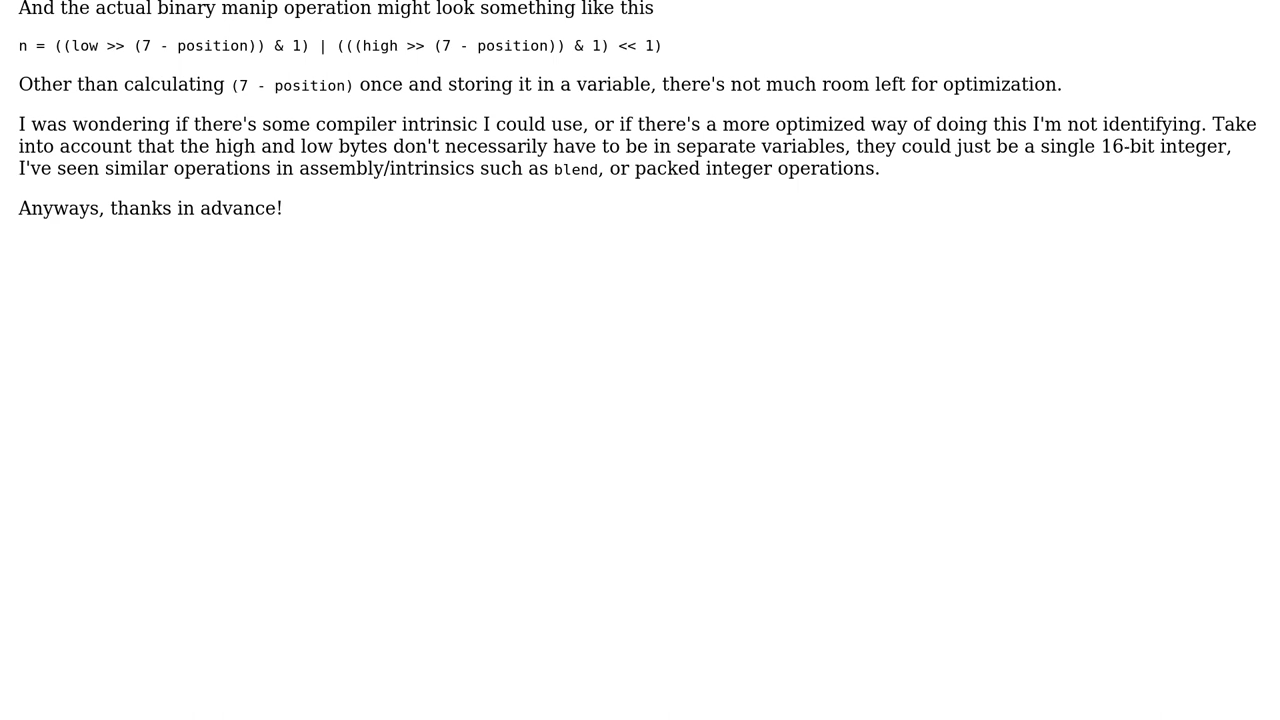 And the actual binary manip operation might look something like this
n = ((low >> (7 - position)) & 1) | (((high >> (7 - position)) & 1) << 1)
Other than calculating (7 - position) once and storing it in a variable, there's not much room left for optimization.
I was wondering if there's some compiler intrinsic I could use, or if there's a more optimized way of doing this I'm not identifying. Take
into account that the high and low bytes don't necessarily have to be in separate variables, they could just be a single 16-bit integer,
I've seen similar operations in assembly/intrinsics such as blend, or packed integer operations.
Anyways, thanks in advance!